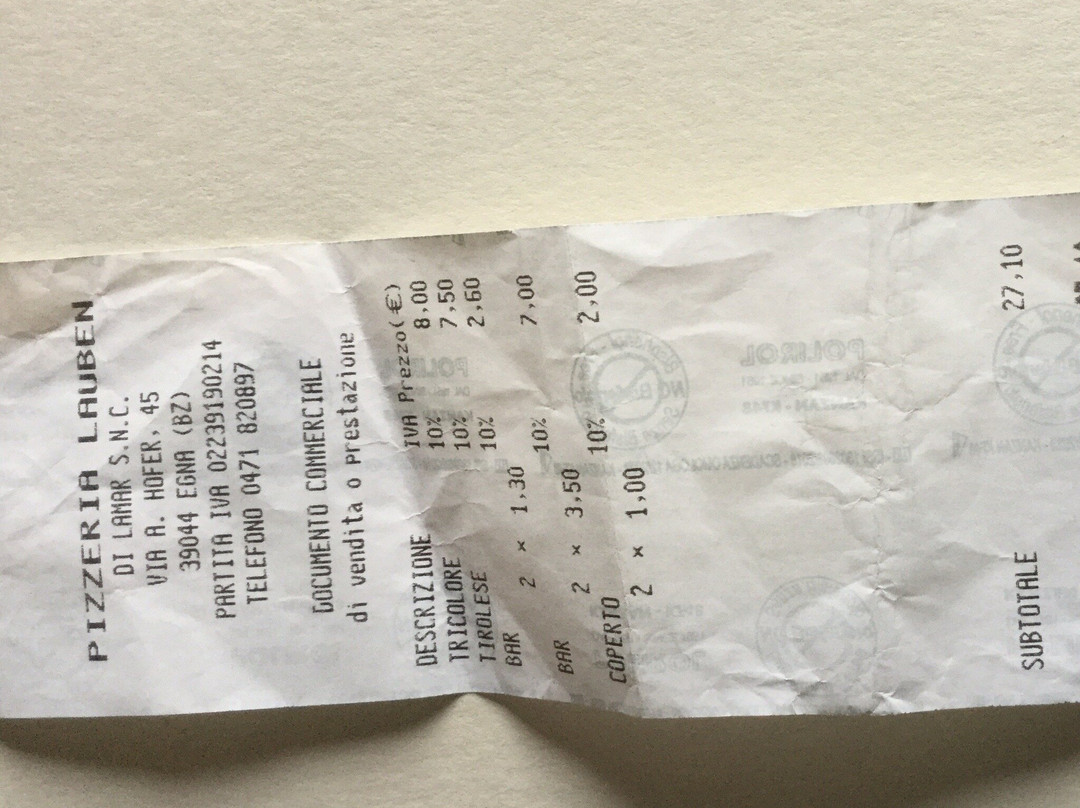 PIZZERIA LAUBEN
DI LAMAR S.N.C.
VIA A. HOFER, 45
39044 EGNA (BZ)
PARTITA IVA 02239190214
TELEFONO 0471 820897
DOCUMENTO COMMERCIALE
di vendita o prestazione
DESCRIZIONE IVA Prezzo(€)
TRICOLORE 10% 8,00
TIROLESE 10% 7,50
BAR 10% 2,60
2 x 1,30
BAR 10% 7,00
2 x 3,50
COPERTO 10% 2,00
2 x 1,00
SUBTOTALE 27,10